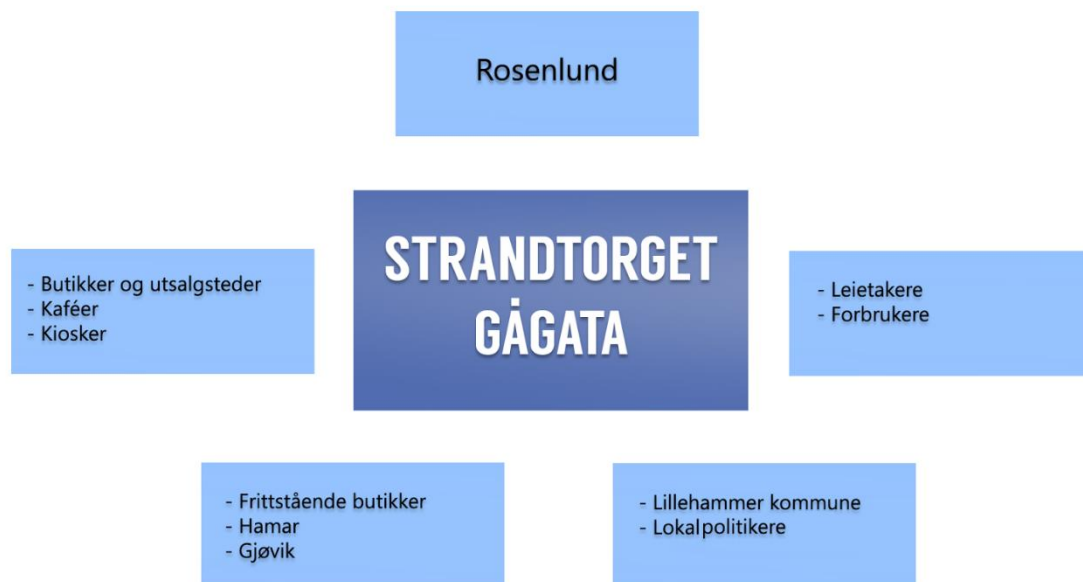 Rosenlund
STRANDTORGET
GÅGATA
- Butikker og utsalgsteder
- Kaféer
- Kiosker
- Leietakere
- Forbrukere
- Frittstående butikker
- Hamar
- Gjøvik
- Lillehammer kommune
- Lokalpolitikere